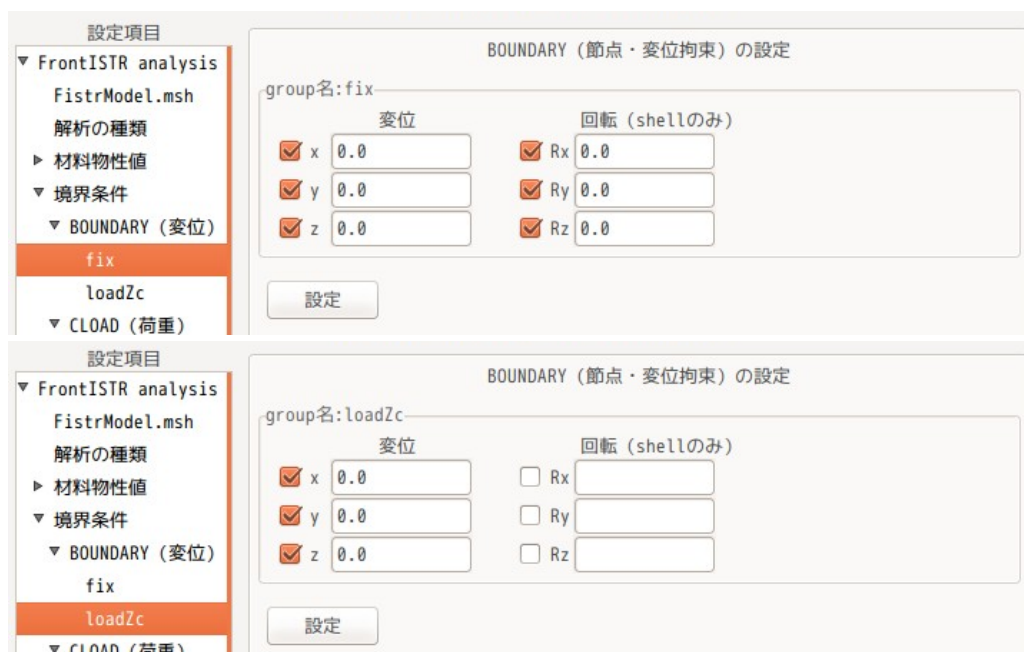 設定項目
FrontISTR analysis
FistrModel.msh
解析の種類
材料物性値
境界条件
BOUNDARY (変位)
fix
loadZc
CLOAD (荷重)
BOUNDARY (節点・変位拘束) の設定
group名:fix
変位 回転 (shellのみ)
x 0.0 Rx 0.0
y 0.0 Ry 0.0
z 0.0 Rz 0.0
設定
設定項目
FrontISTR analysis
FistrModel.msh
解析の種類
材料物性値
境界条件
BOUNDARY (変位)
fix
loadZc
CLOAD (荷重)
BOUNDARY (節点・変位拘束) の設定
group名:loadZc
変位 回転 (shellのみ)
x 0.0 Rx
y 0.0 Ry
z 0.0 Rz
設定